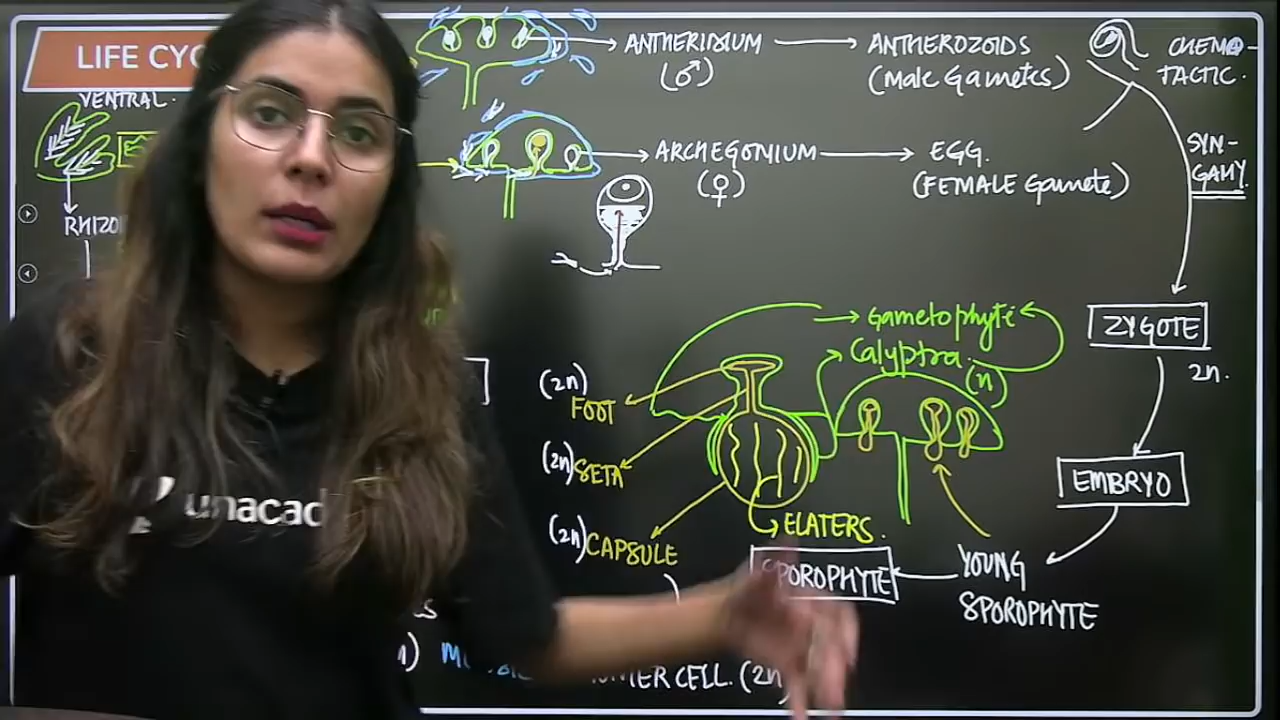 LIFE CYC
VENTRAL.
RHIZO
ANTHERIDIUM
(♂)
ANTHEROZOIDS
(Male Gametes)
CHEMO-
TACTIC.
ARCHEGONIUM
(♀)
EGG.
(FEMALE Gamete)
SYN-
GAMY
ZYGOTE
2n.
EMBRYO
YOUNG
SPOROPHYTE
SPOROPHYTE
Gametophyte
Calyptra.
(n)
(2n)
FOOT
(2n) SETA
(2n) CAPSULE
ELATERS.
unacad
CELL. (2n)